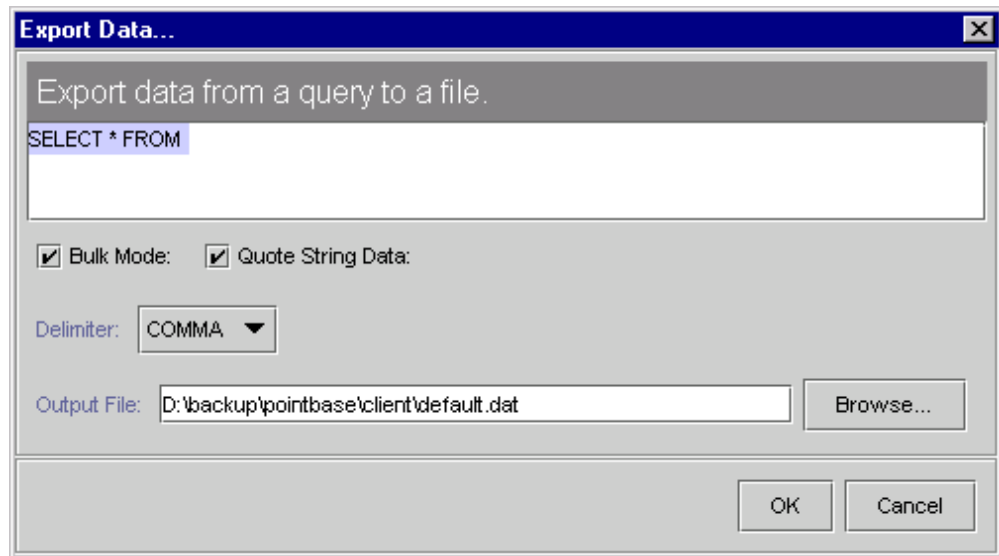 Export Data...
Export data from a query to a file.
SELECT * FROM
Bulk Mode: Quote String Data:
Delimiter: COMMA
Output File: D:\backup\pointbase\client\default.dat Browse...
OK Cancel